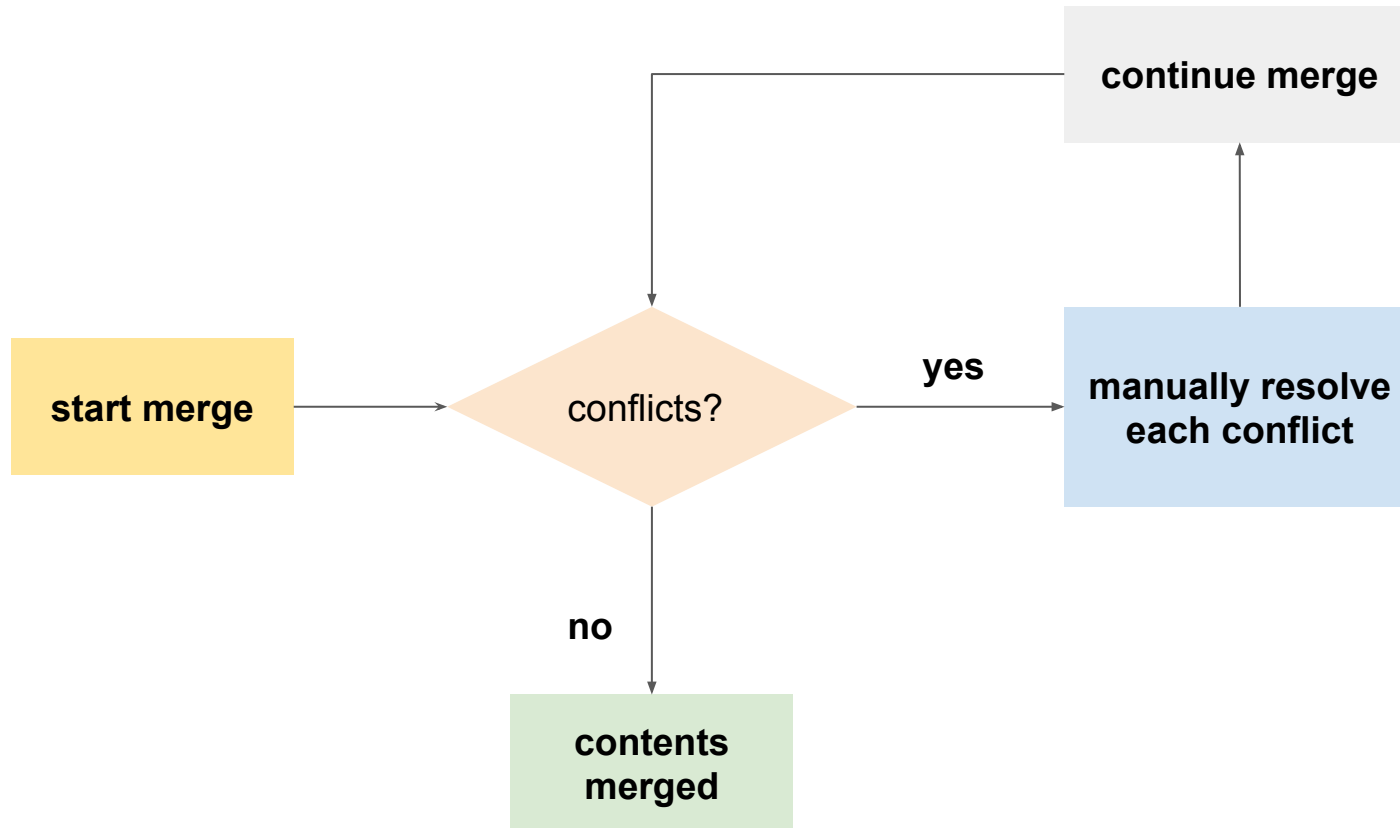 continue merge
start merge
conflicts?
yes
manually resolve
each conflict
no
contents
merged